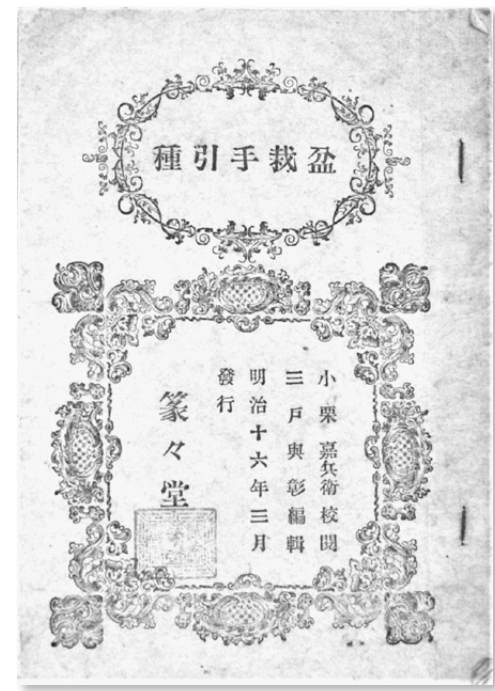 盆栽手引種
小栗嘉兵衛校閲
三戸與彰編輯
明治十六年三月
發行
篆々堂